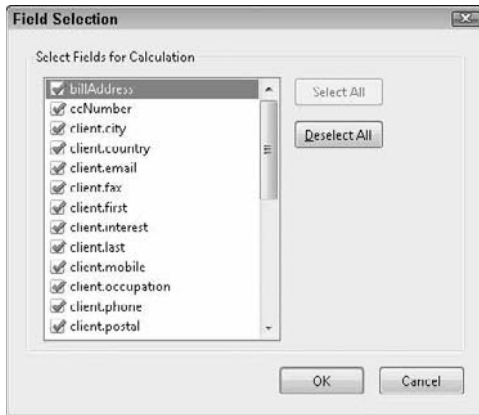 Field Selection
Select Fields for Calculation
billAddress
ccNumber
client.city
client.country
client.email
client.fax
client.first
client.interest
client.last
client.mobile
client.occupation
client.phone
client.postal
Select All
Deselect All
OK
Cancel